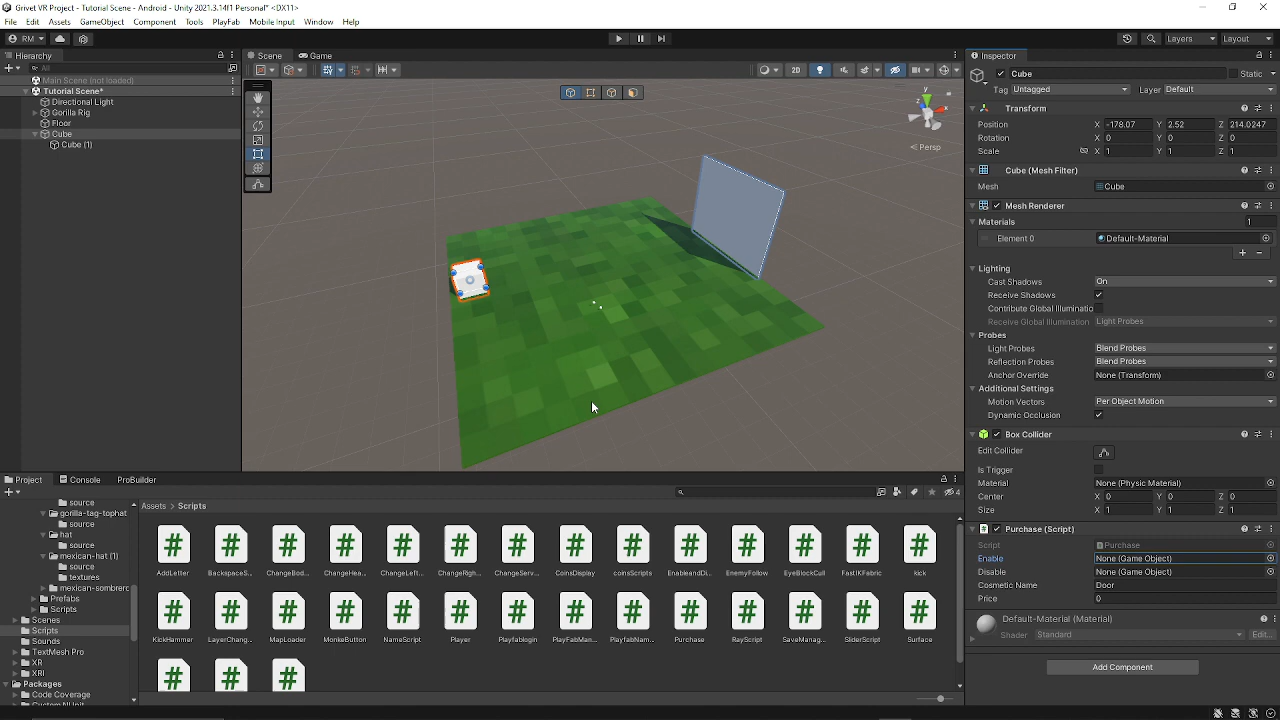 Grivet VR Project - Tutorial Scene - Android - Unity 2021.3.14f1 Personal* <DX11>
File Edit Assets GameObject Component Tools PlayFab Mobile Input Window Help
RM Layers Layout
Hierarchy Scene Game Inspector
All
2D
Main Scene (not loaded)
Tutorial Scene*
Directional Light
Gorilla Rig
Floor
Cube
Cube (1)
y
x
z
Persp
Cube Static
Tag Untagged Layer Default
Transform
Position X -178.07 Y 2.52 Z 214.0247
Rotation X 0 Y 0 Z 0
Scale X 1 Y 1 Z 1
Cube (Mesh Filter)
Mesh Cube
Mesh Renderer
Materials 1
Element 0 Default-Material
Lighting
Cast Shadows On
Receive Shadows
Contribute Global Illuminatio
Receive Global Illumination Light Probes
Probes
Light Probes Blend Probes
Reflection Probes Blend Probes
Anchor Override None (Transform)
Additional Settings
Motion Vectors Per Object Motion
Dynamic Occlusion
Box Collider
Edit Collider
Is Trigger
Material None (Physic Material)
Center X 0 Y 0 Z 0
Size X 1 Y 1 Z 1
Purchase (Script)
Script Purchase
Enable None (Game Object)
Disable None (Game Object)
Cosmetic Name Door
Price 0
Default-Material (Material)
Shader Standard Edit...
Add Component
Project Console ProBuilder
4
source
gorilla-tag-tophat
source
hat
source
mexican-hat (1)
source
textures
mexican-sombrerc
Prefabs
Scripts
Scenes
Scripts
Sounds
TextMesh Pro
XR
XRI
Packages
Code Coverage
Custom NUnit
Assets > Scripts
AddLetter BackspaceS... ChangeBod... ChangeHea... ChangeLeft... ChangeRigh... ChangeServ... CoinsDisplay coinsScripts EnableandDi... EnemyFollow EyeBlockCull FastIKFabric kick
KickHammer LayerChang... MapLoader MonkeButton NameScript Player Playfablogin PlayFabMan... PlayfabNam... Purchase RayScript SaveManag... SliderScript Surface